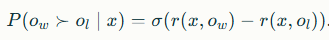 P(o_w ≻ o_l | x) = σ(r(x, o_w) − r(x, o_l)).